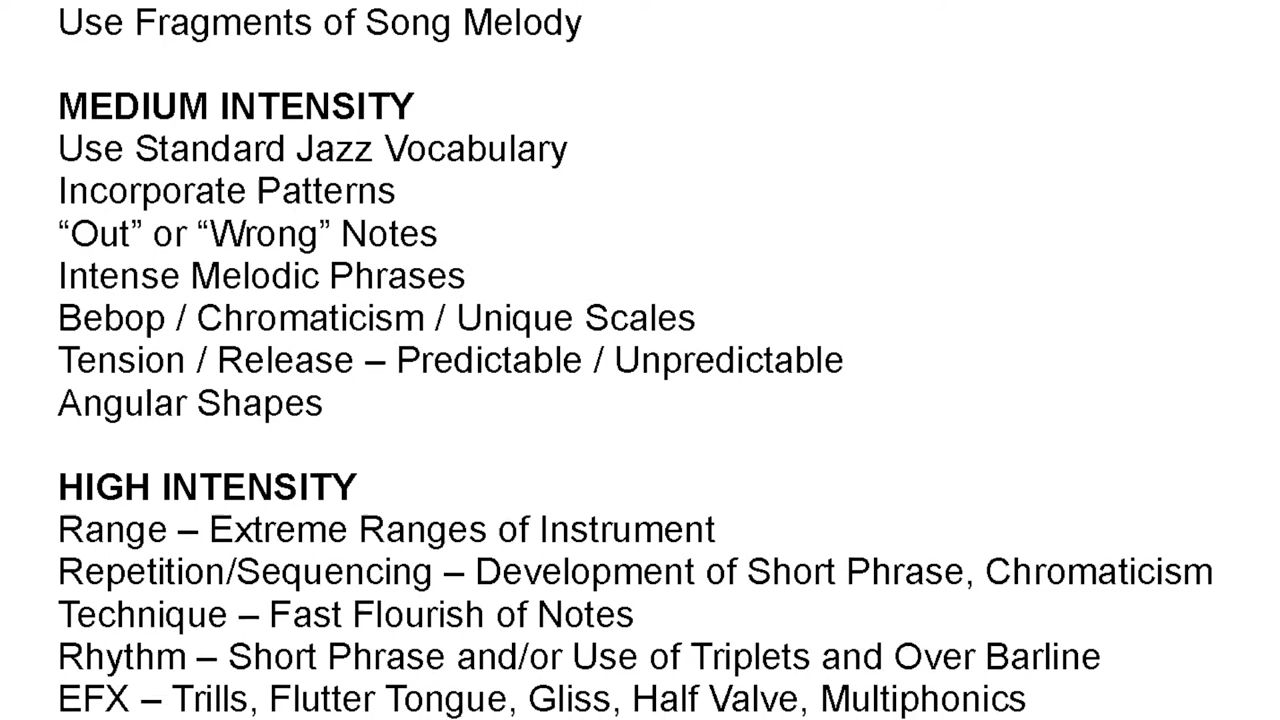 Use Fragments of Song Melody
MEDIUM INTENSITY
Use Standard Jazz Vocabulary
Incorporate Patterns
“Out” or “Wrong” Notes
Intense Melodic Phrases
Bebop / Chromaticism / Unique Scales
Tension / Release – Predictable / Unpredictable
Angular Shapes
HIGH INTENSITY
Range – Extreme Ranges of Instrument
Repetition/Sequencing – Development of Short Phrase, Chromaticism
Technique – Fast Flourish of Notes
Rhythm – Short Phrase and/or Use of Triplets and Over Barline
EFX – Trills, Flutter Tongue, Gliss, Half Valve, Multiphonics